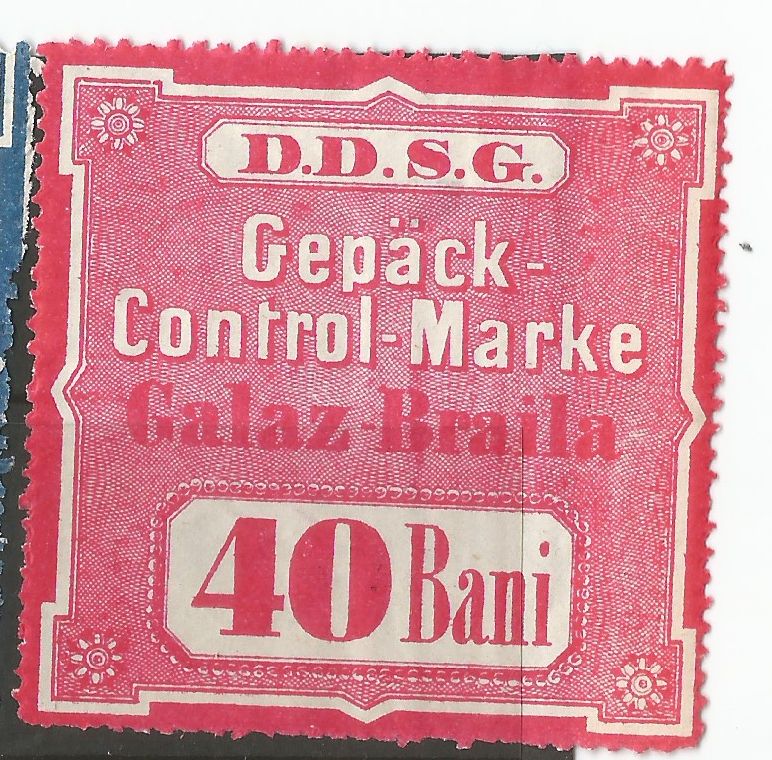 D.D.S.G.
Gepäck-
Control-Marke
Galaz-Braila
40 Bani